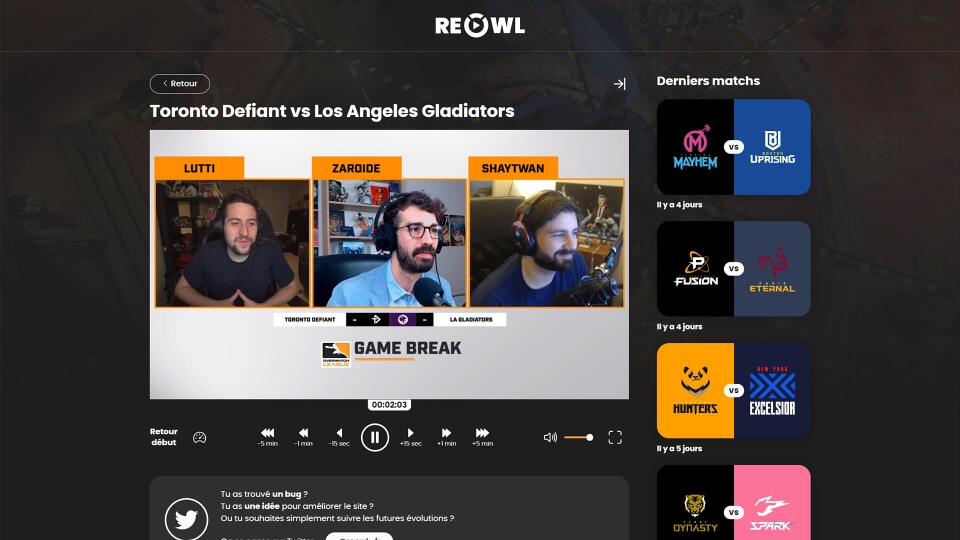 REOWL
Retour
Derniers matchs
Toronto Defiant vs Los Angeles Gladiators
LUTTI
ZAROIDE
SHAYTWAN
TORONTO DEFIANT
-
-
LA GLADIATORS
OVERWATCH
LEAGUE
GAME BREAK
00:02:03
Retour
début
-5 min
-1 min
-15 sec
+15 sec
+1 min
+5 min
Tu as trouvé un bug ?
Tu as une idée pour améliorer le site ?
Ou tu souhaites simplement suivre les futures évolutions ?
MAYHEM
VS
BOSTON
UPRISING
Il y a 4 jours
FUSION
VS
PARIS
ETERNAL
Il y a 4 jours
HUNTERS
VS
NEW YORK
EXCELSIOR
Il y a 5 jours
SEOUL
DYNASTY
VS
SPARK